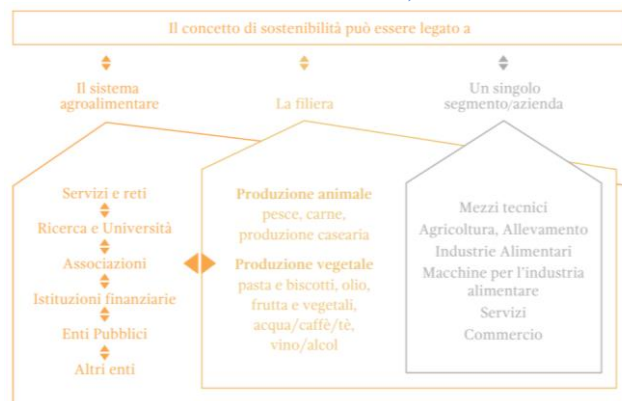 Il concetto di sostenibilità può essere legato a
Il sistema
agroalimentare
La filiera
Un singolo
segmento/azienda
Servizi e reti
Ricerca e Università
Associazioni
Istituzioni finanziarie
Enti Pubblici
Altri enti
Produzione animale
pesce, carne,
produzione casearia
Produzione vegetale
pasta e biscotti, olio,
frutta e vegetali,
acqua/caffè/tè,
vino/alcol
Mezzi tecnici
Agricoltura, Allevamento
Industrie Alimentari
Macchine per l'industria
alimentare
Servizi
Commercio